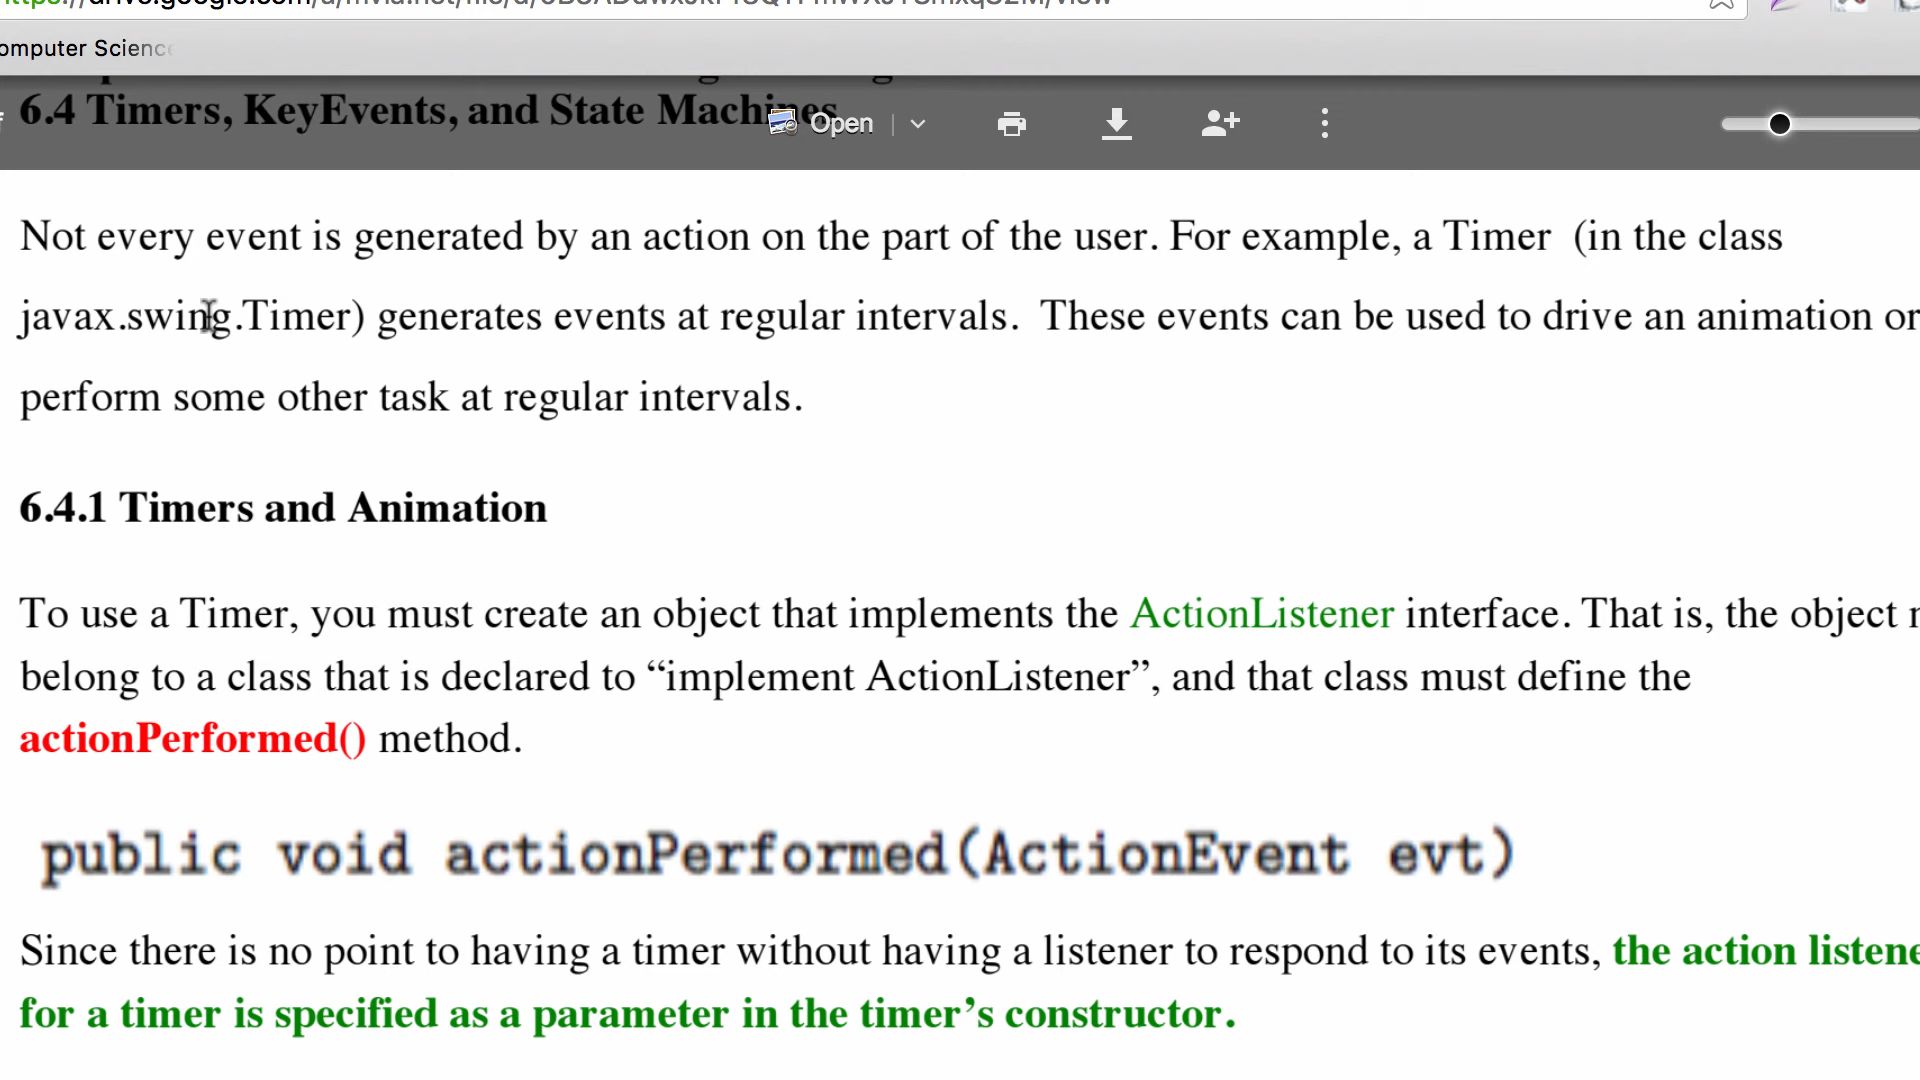 omputer Science
6.4 Timers, KeyEvents, and State Machines
Open
Not every event is generated by an action on the part of the user. For example, a Timer (in the class
javax.swing.Timer) generates events at regular intervals. These events can be used to drive an animation or
perform some other task at regular intervals.
6.4.1 Timers and Animation
To use a Timer, you must create an object that implements the ActionListener interface. That is, the object
belong to a class that is declared to “implement ActionListener”, and that class must define the
actionPerformed() method.
public void actionPerformed(ActionEvent evt)
Since there is no point to having a timer without having a listener to respond to its events, the action listene
for a timer is specified as a parameter in the timer’s constructor.